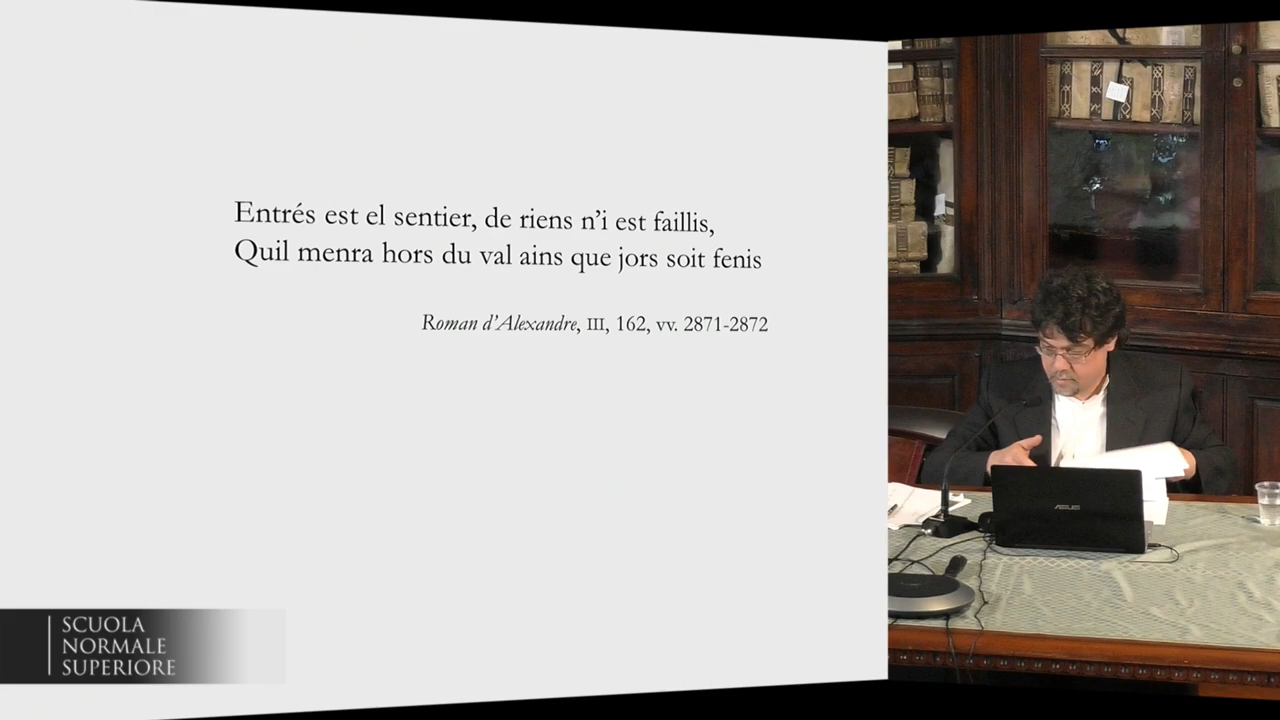 Entrés est el sentier, de riens n'i est faillis,
Quil menra hors du val ains que jors soit fenis
Roman d'Alexandre, III, 162, vv. 2871-2872
SCUOLA
NORMALE
SUPERIORE
ASUS